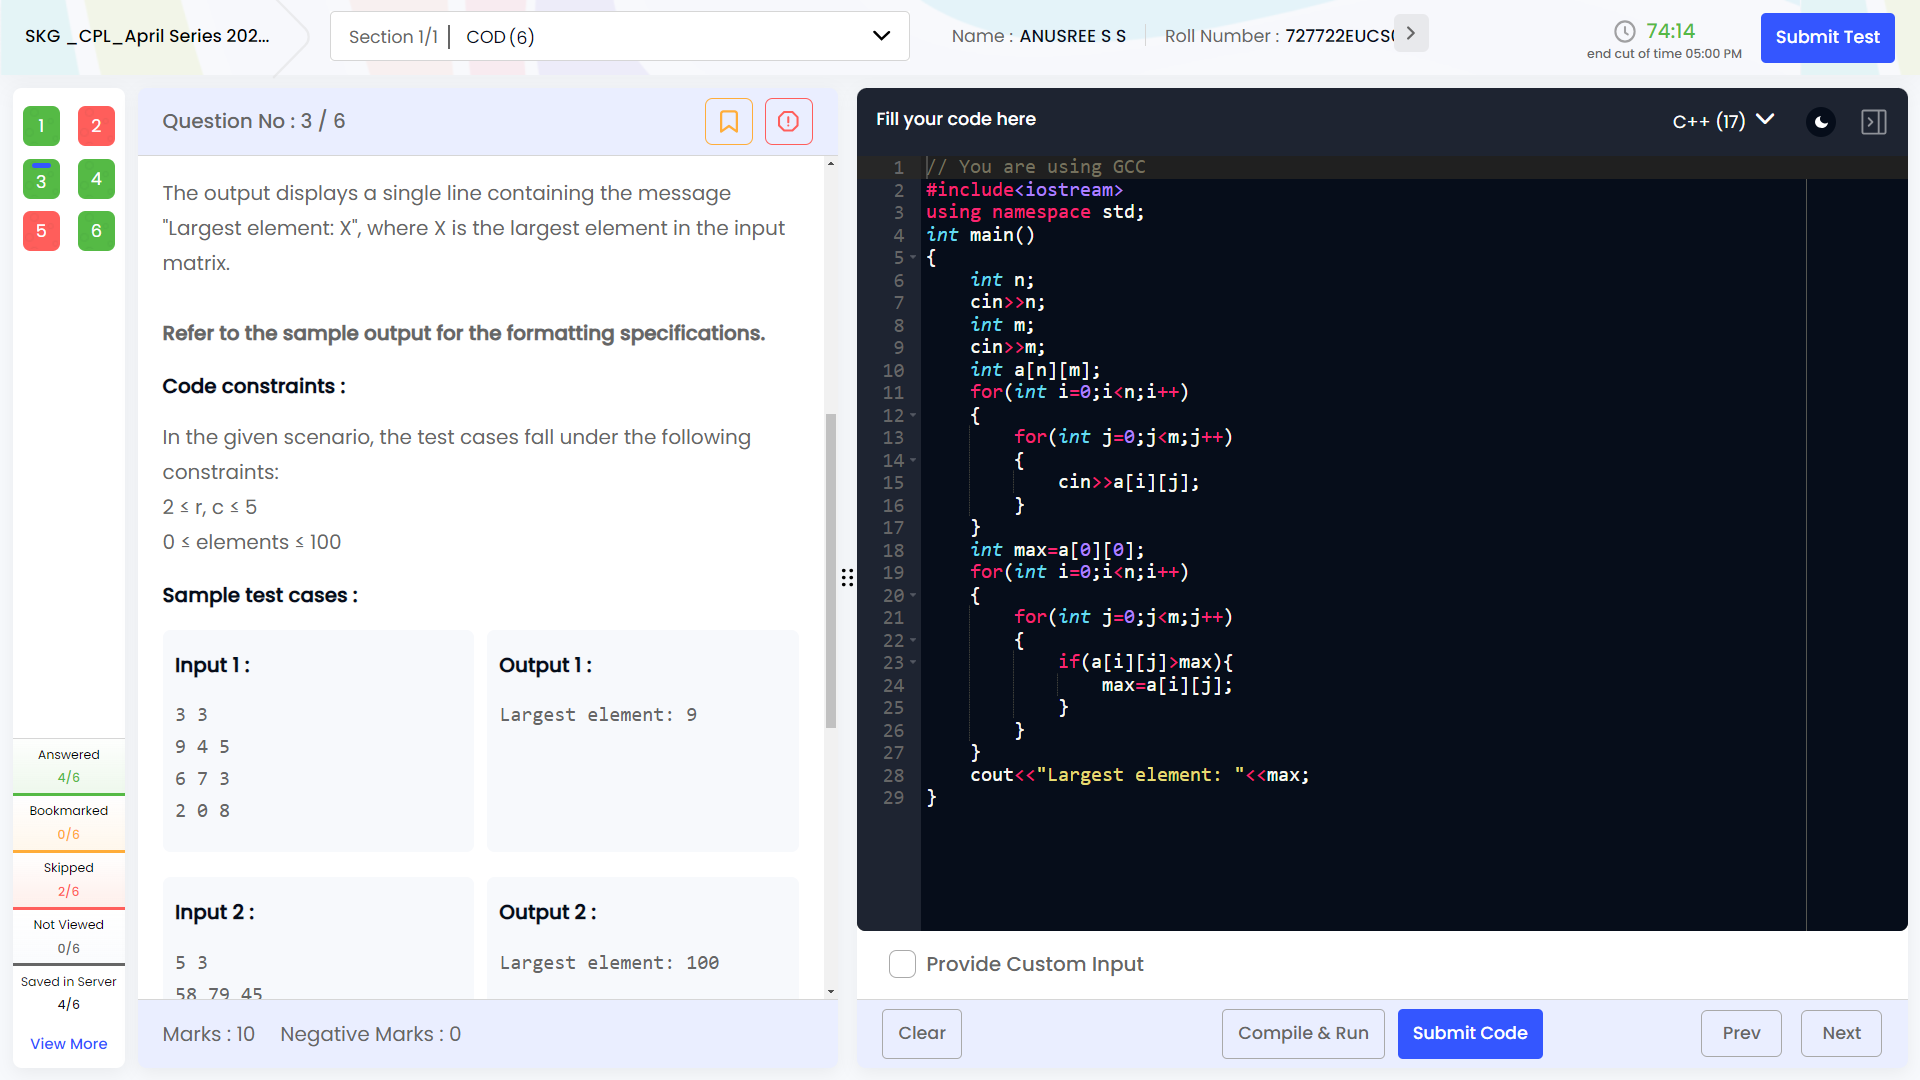 SKG _CPL_April Series 202...
Section 1/1 | COD (6)
Name : ANUSREE S S
Roll Number : 727722EUCS
74:14
end cut of time 05:00 PM
Submit Test
1 2
3 4
5 6
Answered
4/6
Bookmarked
0/6
Skipped
2/6
Not Viewed
0/6
Saved in Server
4/6
View More
Question No : 3 / 6
The output displays a single line containing the message
"Largest element: X", where X is the largest element in the input
matrix.
Refer to the sample output for the formatting specifications.
Code constraints :
In the given scenario, the test cases fall under the following
constraints:
2 ≤ r, c ≤ 5
0 ≤ elements ≤ 100
Sample test cases :
Input 1 :
3 3
9 4 5
6 7 3
2 0 8
Output 1 :
Largest element: 9
Input 2 :
5 3
58 79 45
Output 2 :
Largest element: 100
Marks : 10 Negative Marks : 0
Fill your code here
C++ (17)
1 // You are using GCC
2 #include<iostream>
3 using namespace std;
4 int main()
5 {
6 int n;
7 cin>>n;
8 int m;
9 cin>>m;
10 int a[n][m];
11 for(int i=0;i<n;i++)
12 {
13 for(int j=0;j<m;j++)
14 {
15 cin>>a[i][j];
16 }
17 }
18 int max=a[0][0];
19 for(int i=0;i<n;i++)
20 {
21 for(int j=0;j<m;j++)
22 {
23 if(a[i][j]>max){
24 max=a[i][j];
25 }
26 }
27 }
28 cout<<"Largest element: "<<max;
29 }
Provide Custom Input
Clear
Compile & Run
Submit Code
Prev
Next